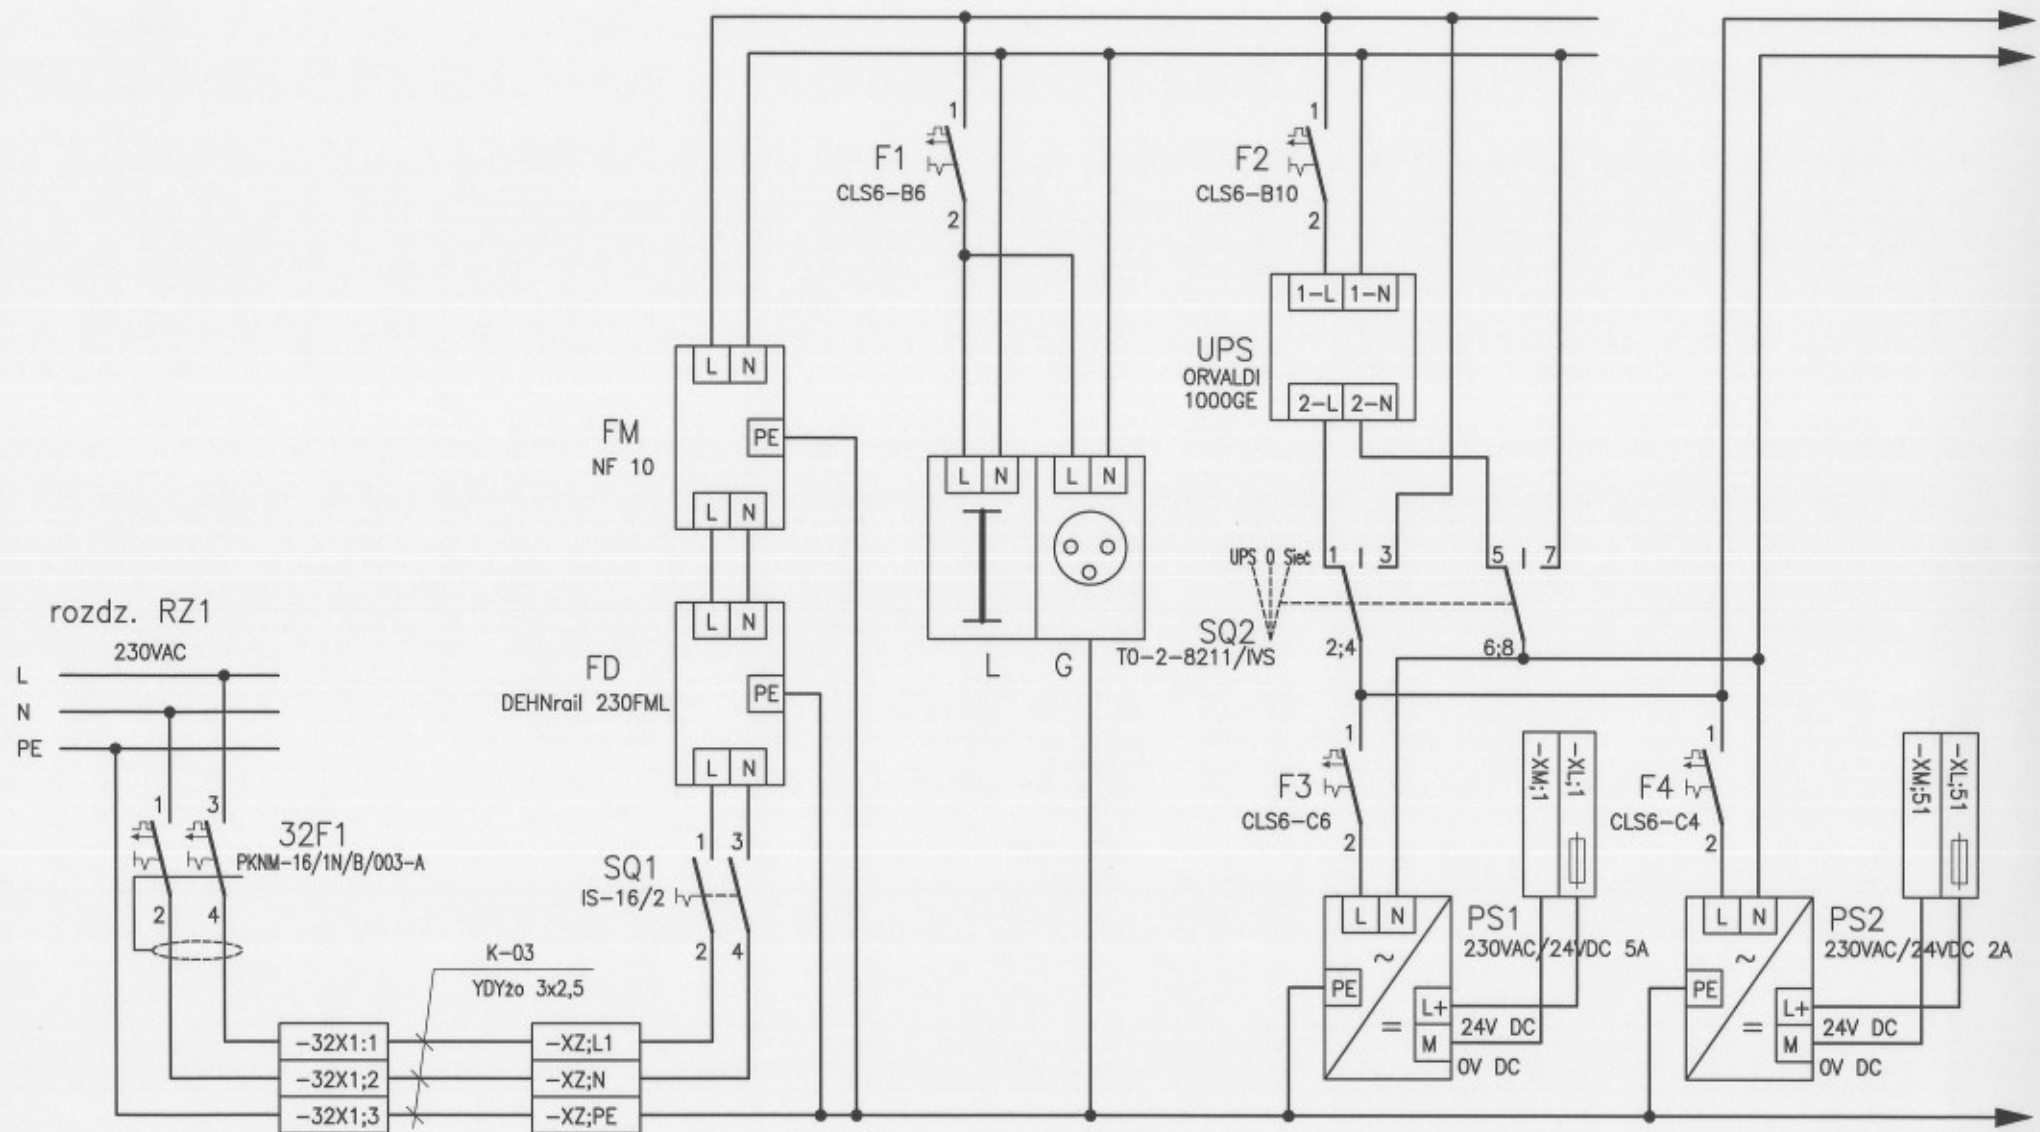 1
F1
CLS6-B6
2
1
F2
CLS6-B10
2
1-L 1-N
UPS
ORVALDI
1000GE
2-L 2-N
L N
FM
NF 10
PE
L N
L N
L N
L G
UPS 0 Sieć
1 3
5 7
SQ2
TO-2-8211/IVS
2;4
6;8
L N
FD
DEHNrail 230FML
PE
L N
rozdz. RZ1
230VAC
L
N
PE
1 3
32F1
PKNM-16/1N/B/003-A
2 4
1 3
SQ1
IS-16/2
2 4
K-03
YDYżo 3x2,5
-32X1:1
-32X1;2
-32X1;3
-XZ;L1
-XZ;N
-XZ;PE
1
F3
CLS6-C6
2
-XM;1
-XL;1
1
F4
CLS6-C4
2
-XM;51
-XL;51
L N
PS1
230VAC/24VDC 5A
~
PE
=
L+
24V DC
M
0V DC
L N
PS2
230VAC/24VDC 2A
~
PE
=
L+
24V DC
M
0V DC